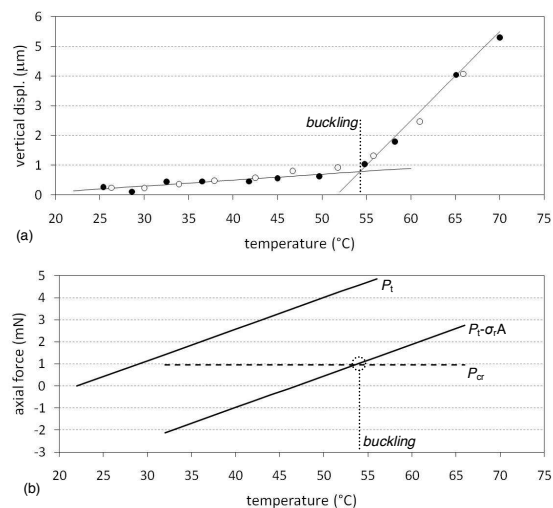 6
5
4
3
2
1
0
vertical displ. (μm)
buckling
20 25 30 35 40 45 50 55 60 65 70 75
(a)
temperature (°C)
5
4
3
2
1
0
-1
-2
-3
axial force (mN)
Pt
Pt-σrA
Pcr
buckling
20 25 30 35 40 45 50 55 60 65 70 75
(b)
temperature (°C)